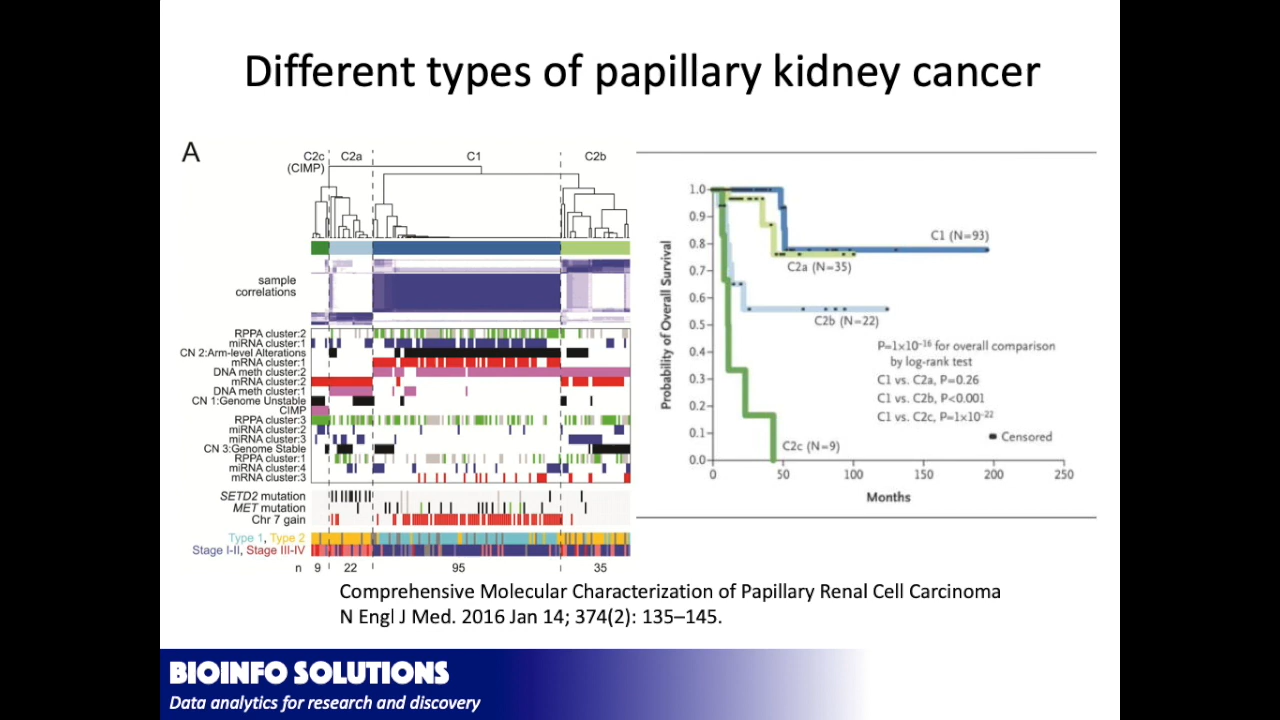 Different types of papillary kidney cancer
A
C2c
(CIMP)
C2a
C1
C2b
sample
correlations
RPPA cluster:2
miRNA cluster:1
CN 2:Arm-level Alterations
mRNA cluster:1
DNA meth cluster:2
mRNA cluster:2
DNA meth cluster:1
CN 1:Genome Unstable
CIMP
RPPA cluster:3
miRNA cluster:2
miRNA cluster:3
CN 3:Genome Stable
RPPA cluster:1
miRNA cluster:4
mRNA cluster:3
SETD2 mutation
MET mutation
Chr 7 gain
Type 1, Type 2
Stage I-II, Stage III-IV
n 9 22 95 35
Probability of Overall Survival
1.0
0.9
0.8
0.7
0.6
0.5
0.4
0.3
0.2
0.1
0.0
C1 (N=93)
C2a (N=35)
C2b (N=22)
P=1x10-16 for overall comparison
by log-rank test
C1 vs. C2a, P=0.26
C1 vs. C2b, P<0.001
C1 vs. C2c, P=1x10-22
Censored
C2c (N=9)
0 50 100 150 200 250
Months
Comprehensive Molecular Characterization of Papillary Renal Cell Carcinoma
N Engl J Med. 2016 Jan 14; 374(2): 135–145.
BIOINFO SOLUTIONS
Data analytics for research and discovery